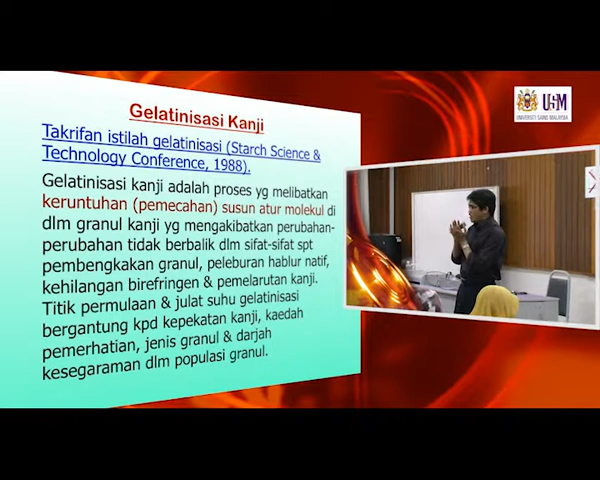 Gelatinisasi Kanji
Takrifan istilah gelatinisasi (Starch Science &
Technology Conference, 1988).
Gelatinisasi kanji adalah proses yg melibatkan
keruntuhan (pemecahan) susun atur molekul di
dlm granul kanji yg mengakibatkan perubahan-
perubahan tidak berbalik dlm sifat-sifat spt
pembengkakan granul, peleburan hablur natif,
kehilangan birefringen & pemelarutan kanji.
Titik permulaan & julat suhu gelatinisasi
bergantung kpd kepekatan kanji, kaedah
pemerhatian, jenis granul & darjah
kesegaraman dlm populasi granul.
USM
UNIVERSITI SAINS MALAYSIA